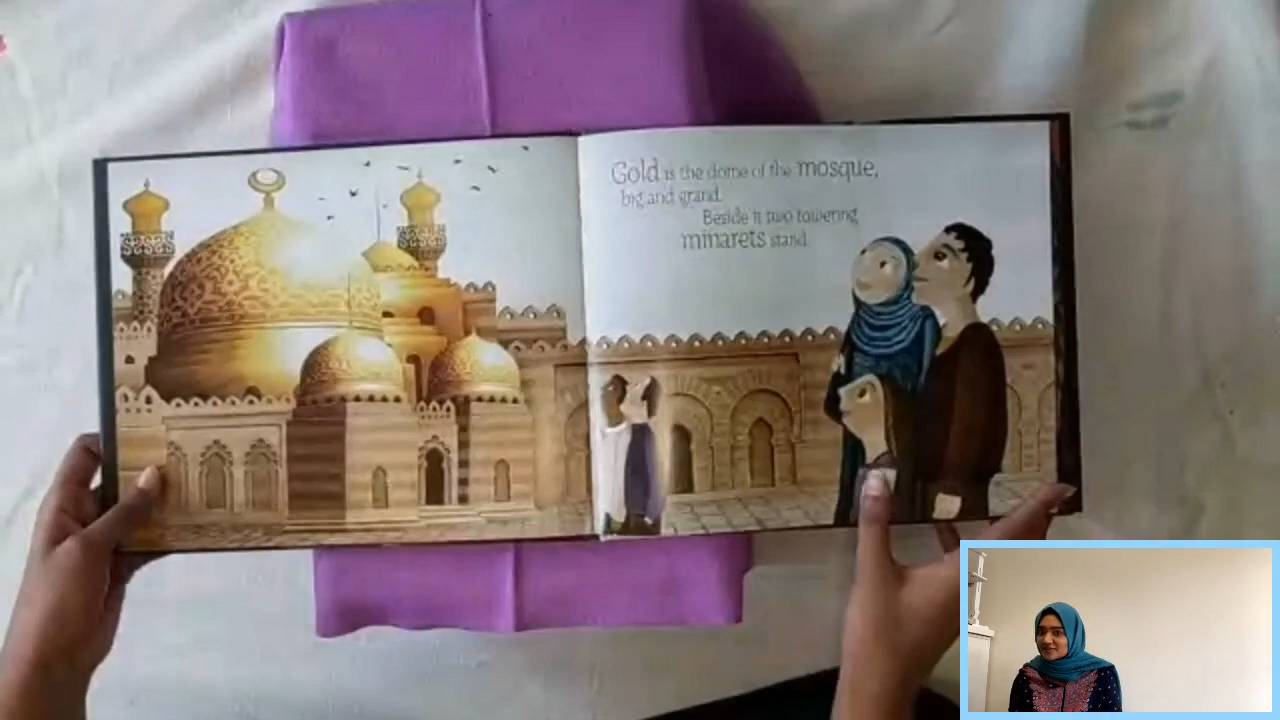 Gold is the dome of the mosque,
big and grand.
Beside it two towering
minarets stand.